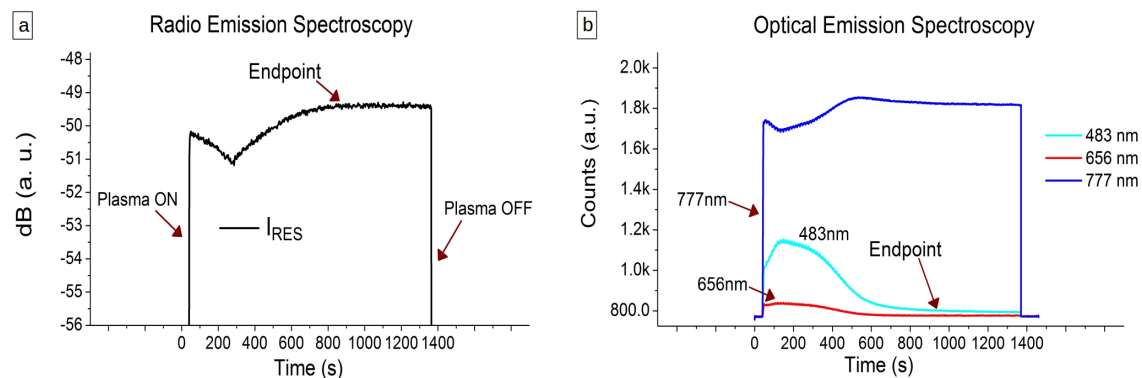 a
Radio Emission Spectroscopy
-48
-49
-50
-51
-52
-53
-54
-55
-56
dB (a. u.)
Endpoint
Plasma ON
Plasma OFF
I_RES
0 200 400 600 800 1000 1200 1400
Time (s)
b
Optical Emission Spectroscopy
2.0k
1.8k
1.6k
1.4k
1.2k
1.0k
800.0
Counts (a.u.)
483 nm
656 nm
777 nm
777nm
483nm
Endpoint
656nm
0 200 400 600 800 1000 1200 1400
Time (s)